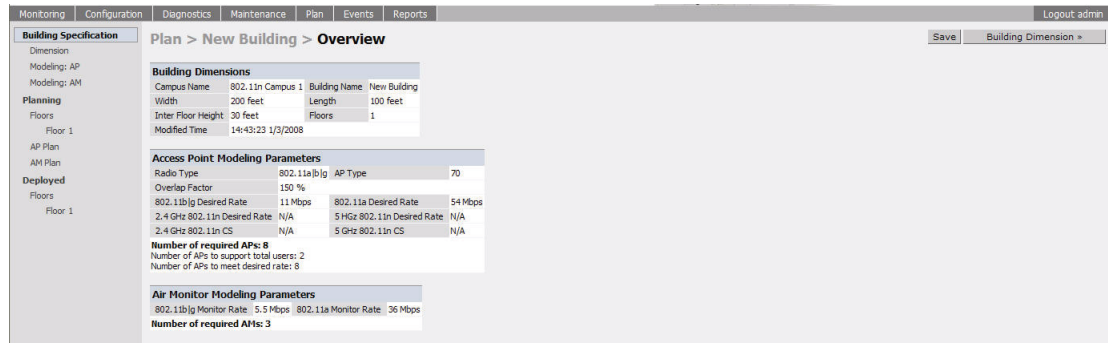 Monitoring Configuration Diagnostics Maintenance Plan Events Reports Logout admin
Building Specification
Dimension
Modeling: AP
Modeling: AM
Planning
Floors
Floor 1
AP Plan
AM Plan
Deployed
Floors
Floor 1
Plan > New Building > Overview
Save Building Dimension »
Building Dimensions
Campus Name 802.11n Campus 1 Building Name New Building
Width 200 feet Length 100 feet
Inter Floor Height 30 feet Floors 1
Modified Time 14:43:23 1/3/2008
Access Point Modeling Parameters
Radio Type 802.11a|b|g AP Type 70
Overlap Factor 150 %
802.11b|g Desired Rate 11 Mbps 802.11a Desired Rate 54 Mbps
2.4 GHz 802.11n Desired Rate N/A 5 HGz 802.11n Desired Rate N/A
2.4 GHz 802.11n CS N/A 5 GHz 802.11n CS N/A
Number of required APs: 8
Number of APs to support total users: 2
Number of APs to meet desired rate: 8
Air Monitor Modeling Parameters
802.11b|g Monitor Rate 5.5 Mbps 802.11a Monitor Rate 36 Mbps
Number of required AMs: 3